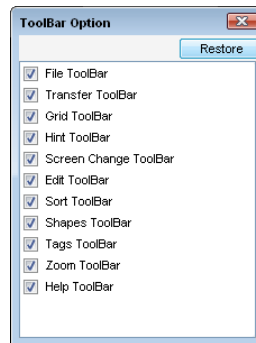 ToolBar Option
Restore
File ToolBar
Transfer ToolBar
Grid ToolBar
Hint ToolBar
Screen Change ToolBar
Edit ToolBar
Sort ToolBar
Shapes ToolBar
Tags ToolBar
Zoom ToolBar
Help ToolBar